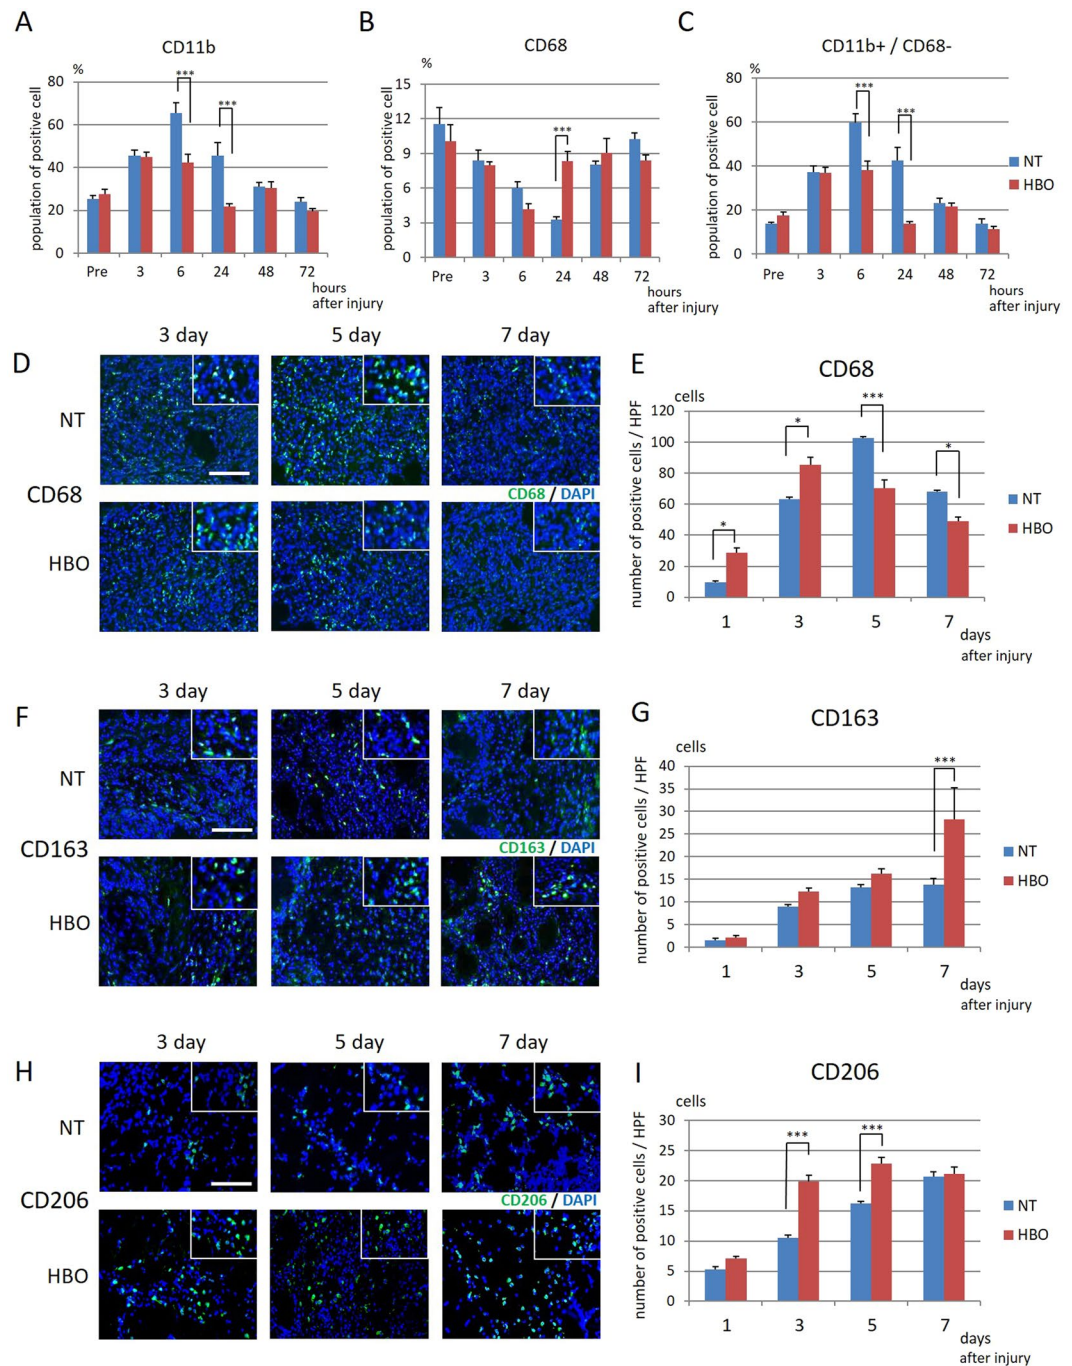 A
CD11b
%
population of positive cell
80
60
40
20
0
***
***
Pre 3 6 24 48 72
hours
after injury
B
CD68
%
population of positive cell
15
12
9
6
3
0
***
Pre 3 6 24 48 72
hours
after injury
C
CD11b+ / CD68-
%
population of positive cell
80
60
40
20
0
***
***
NT
HBO
Pre 3 6 24 48 72
hours
after injury
D
3 day 5 day 7 day
NT
CD68
CD68 / DAPI
HBO
E
CD68
cells
number of positive cells / HPF
120
100
80
60
40
20
0
*
*
***
*
NT
HBO
1 3 5 7
days
after injury
F
3 day 5 day 7 day
NT
CD163
CD163 / DAPI
HBO
G
CD163
cells
number of positive cells / HPF
40
35
30
25
20
15
10
5
0
***
NT
HBO
1 3 5 7
days
after injury
H
3 day 5 day 7 day
NT
CD206
CD206 / DAPI
HBO
I
CD206
cells
number of positive cells / HPF
30
25
20
15
10
5
0
***
***
NT
HBO
1 3 5 7
days
after injury